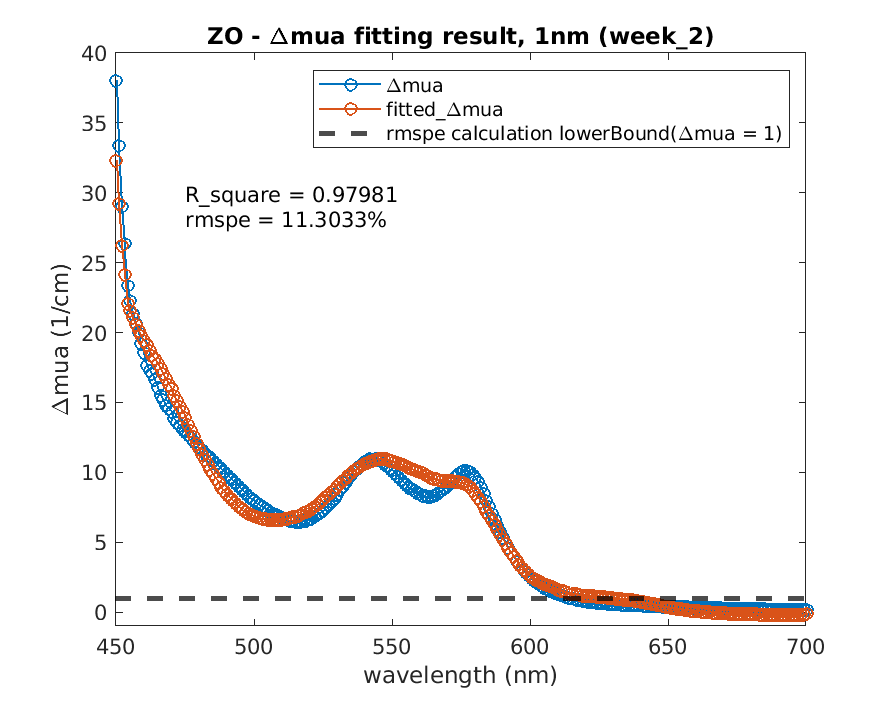 ZO - Δmua fitting result, 1nm (week_2)
40
35
30
25
20
15
10
5
0
Δmua (1/cm)
Δmua
fitted_Δmua
rmspe calculation lowerBound(Δmua = 1)
R_square = 0.97981
rmspe = 11.3033%
450
500
550
600
650
700
wavelength (nm)